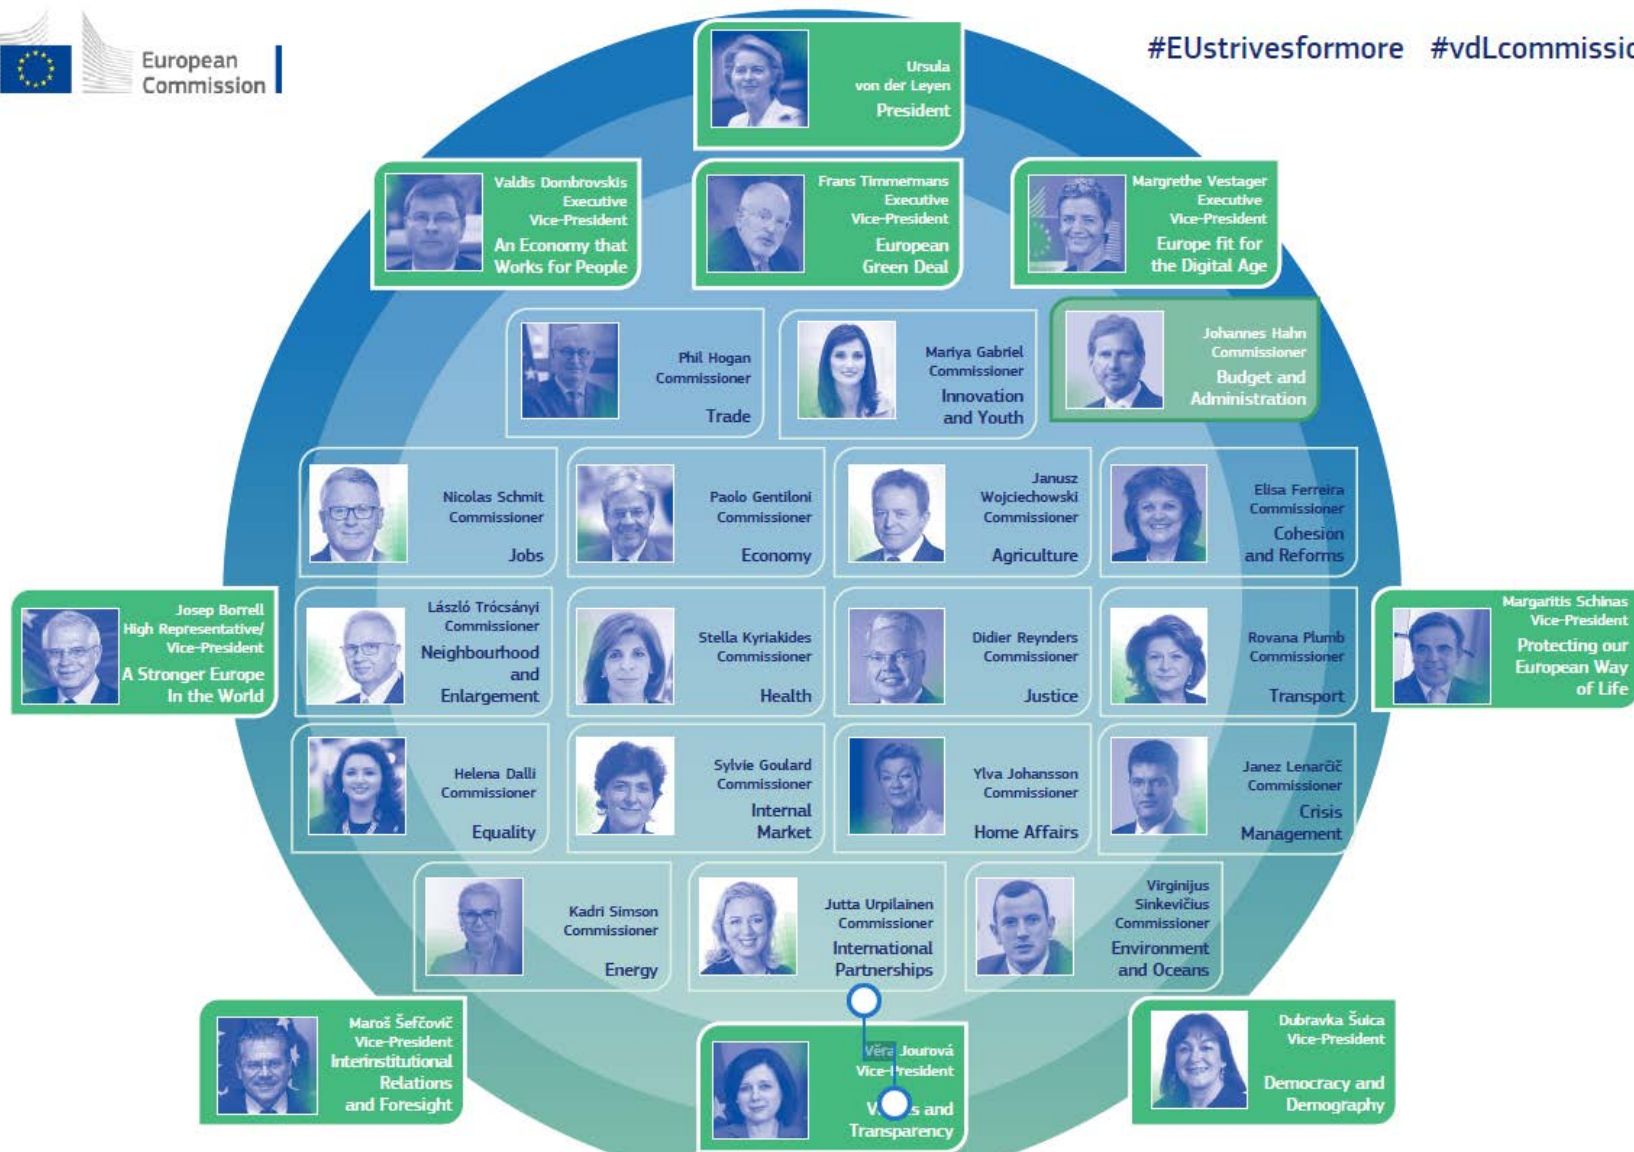 European
Commission
#EUstrivesformore #vdLcommissio
Ursula
von der Leyen
President
Valdis Dombrovskis
Executive
Vice-President
An Economy that
Works for People
Frans Timmermans
Executive
Vice-President
European
Green Deal
Margrethe Vestager
Executive
Vice-President
Europe fit for
the Digital Age
Phil Hogan
Commissioner
Trade
Mariya Gabriel
Commissioner
Innovation
and Youth
Johannes Hahn
Commissioner
Budget and
Administration
Nicolas Schmit
Commissioner
Jobs
Paolo Gentiloni
Commissioner
Economy
Janusz
Wojciechowski
Commissioner
Agriculture
Elisa Ferreira
Commissioner
Cohesion
and Reforms
Josep Borrell
High Representative/
Vice-President
A Stronger Europe
In the World
László Trócsányi
Commissioner
Neighbourhood
and
Enlargement
Stella Kyriakides
Commissioner
Health
Didier Reynders
Commissioner
Justice
Rovana Plumb
Commissioner
Transport
Margaritis Schinas
Vice-President
Protecting our
European Way
of Life
Helena Dalli
Commissioner
Equality
Sylvie Goulard
Commissioner
Internal
Market
Ylva Johansson
Commissioner
Home Affairs
Janez Lenarčič
Commissioner
Crisis
Management
Kadri Simson
Commissioner
Energy
Jutta Urpilainen
Commissioner
International
Partnerships
Virginijus
Sinkevičius
Commissioner
Environment
and Oceans
Maroš Šefčovič
Vice-President
Interinstitutional
Relations
and Foresight
Věra Jourová
Vice-President
and
Transparency
Dubravka Šuica
Vice-President
Democracy and
Demography